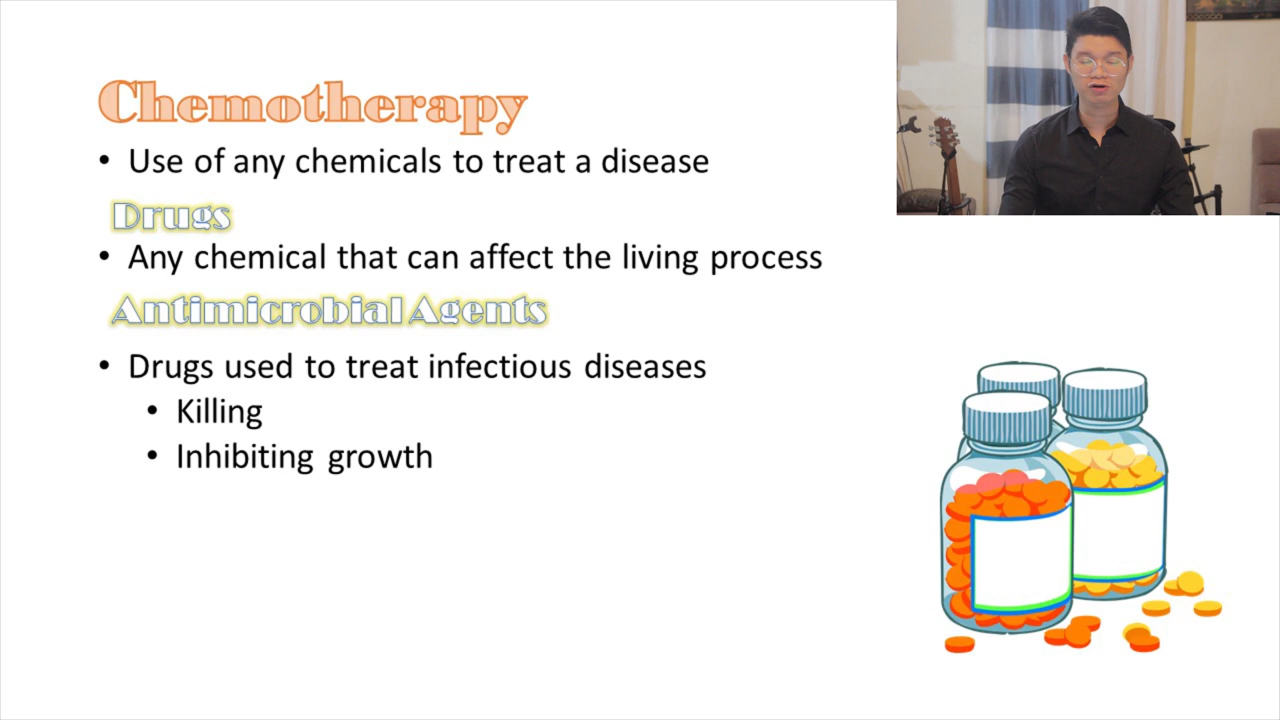 Chemotherapy
• Use of any chemicals to treat a disease
Drugs
• Any chemical that can affect the living process
Antimicrobial Agents
• Drugs used to treat infectious diseases
• Killing
• Inhibiting growth